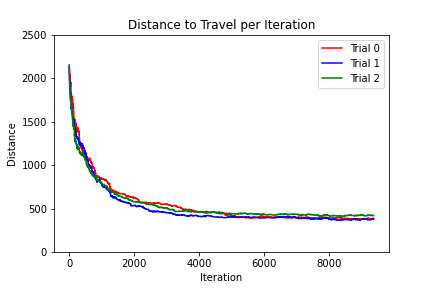 Distance to Travel per Iteration
2500
2000
1500
1000
500
0
Distance
Trial 0
Trial 1
Trial 2
0 2000 4000 6000 8000
Iteration